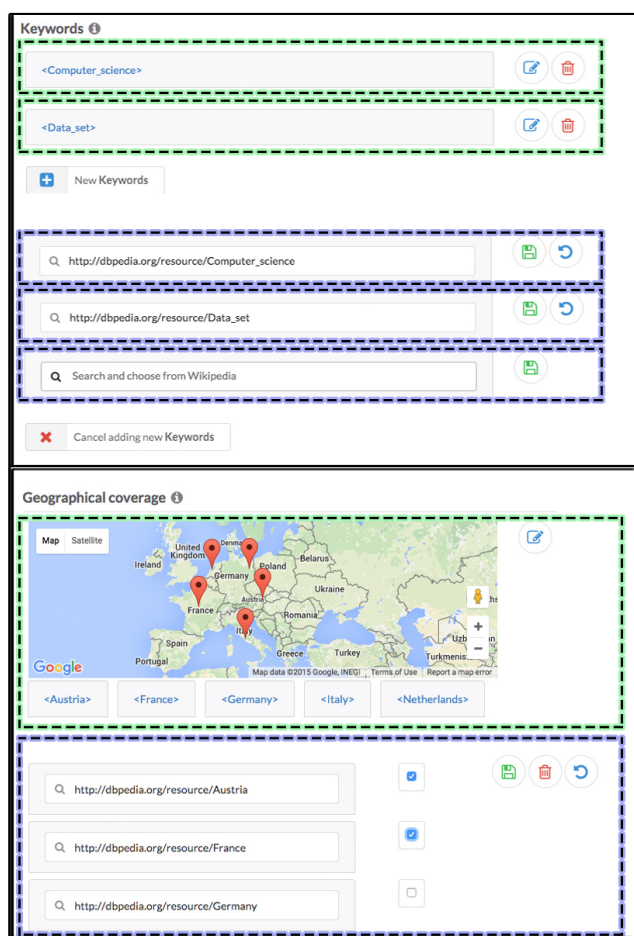 Keywords
<Computer_science>
<Data_set>
New Keywords
http://dbpedia.org/resource/Computer_science
http://dbpedia.org/resource/Data_set
Search and choose from Wikipedia
Cancel adding new Keywords
Geographical coverage
Map Satellite
United Kingdom
Denma
Ireland
Belarus
Poland
Germany
Ukraine
Austria
France
Romania
Italy
Spain
Greece
Turkey
Portugal
Turkmenis
Google
Map data ©2015 Google, INEGI Terms of Use Report a map error
<Austria> <France> <Germany> <Italy> <Netherlands>
http://dbpedia.org/resource/Austria
http://dbpedia.org/resource/France
http://dbpedia.org/resource/Germany